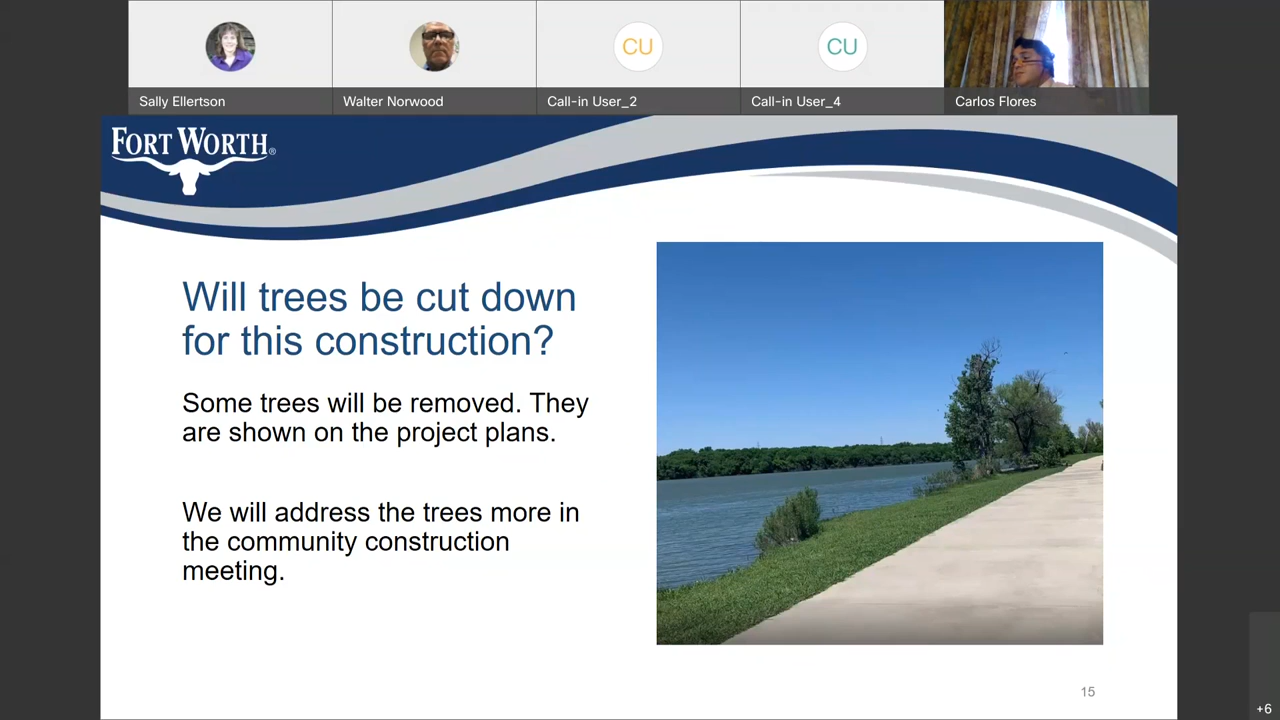 CU
CU
Sally Ellertson
Walter Norwood
Call-in User_2
Call-in User_4
Carlos Flores
FORT WORTH®
Will trees be cut down
for this construction?
Some trees will be removed. They
are shown on the project plans.
We will address the trees more in
the community construction
meeting.
15
+6